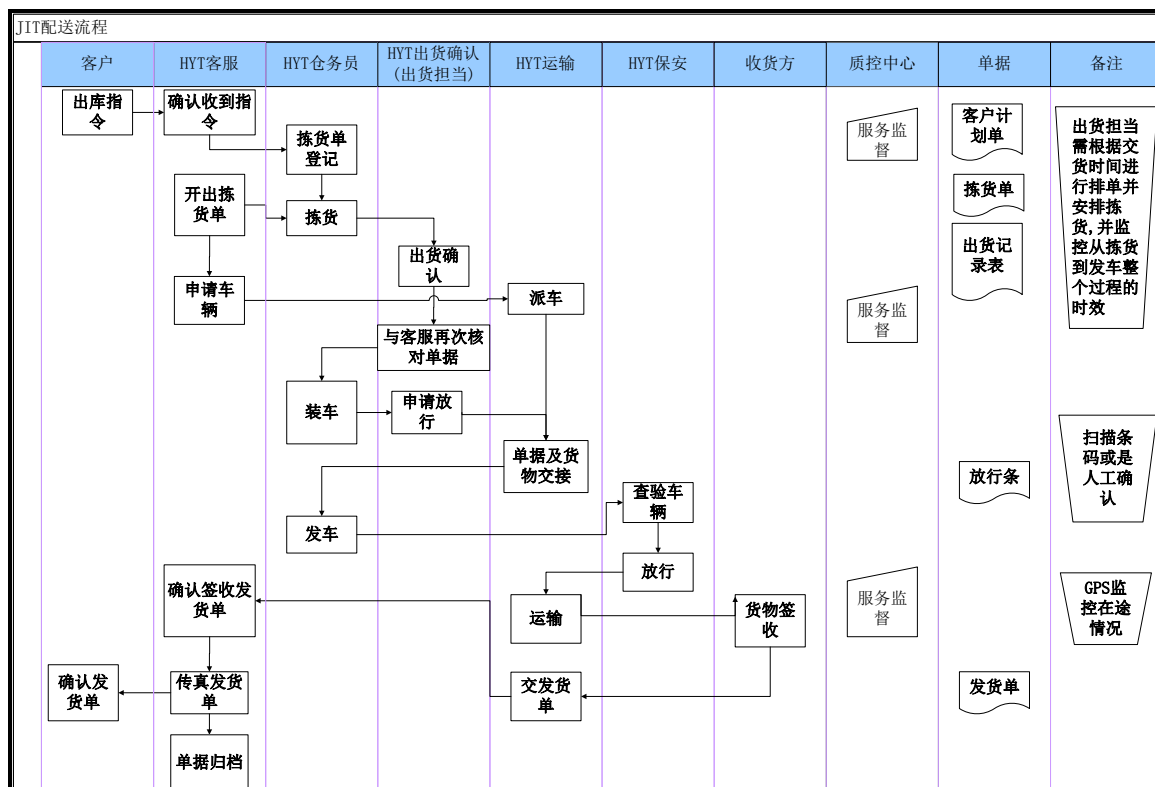 JIT配送流程
客户
HYT客服
HYT仓务员
HYT出货确认
(出货担当)
HYT运输
HYT保安
收货方
质控中心
单据
备注
出库指
令
确认收到指
令
拣货单
登记
开出拣
货单
拣货
出货确
认
申请车
辆
派车
与客服再次核
对单据
装车
申请放
行
单据及货
物交接
发车
查验车
辆
放行
确认签收发
货单
运输
货物签
收
确认发
货单
传真发货
单
交发货
单
单据归档
服务监
督
服务监
督
服务监
督
客户计
划单
拣货单
出货记
录表
放行条
发货单
出货担当
需根据交
货时间进
行排单并
安排拣
货,并监
控从拣货
到发车整
个过程的
时效
扫描条
码或是
人工确
认
GPS监
控在途
情况